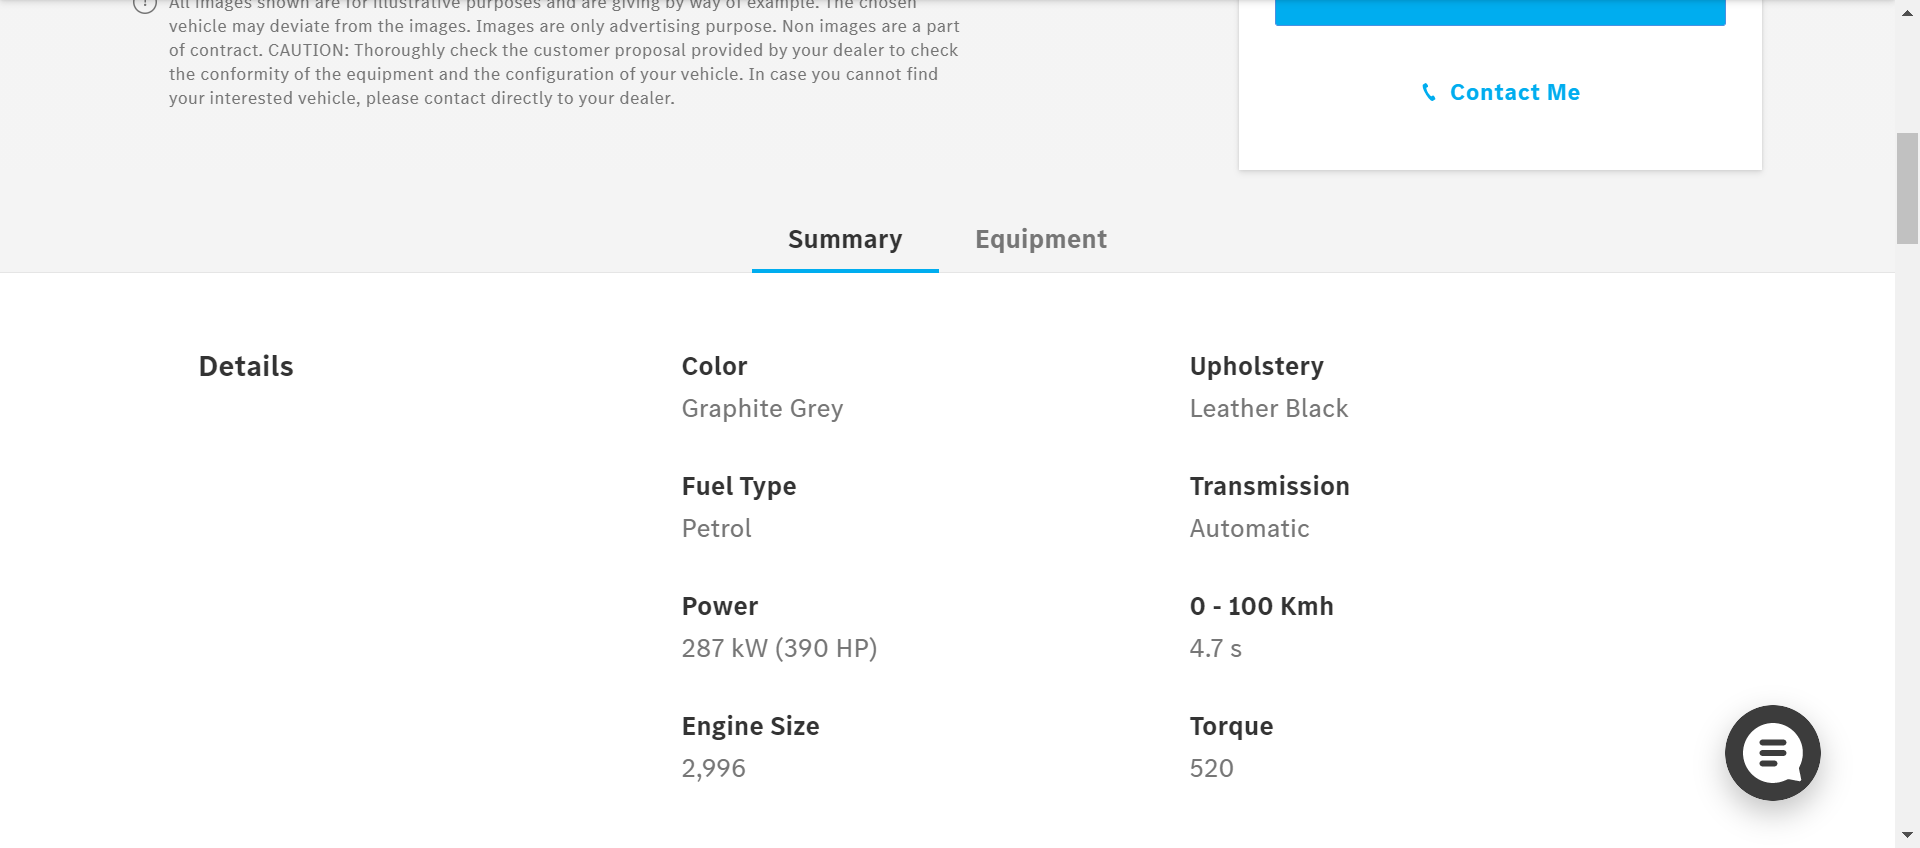 All images shown are for illustrative purposes and are giving by way of example. The chosen
vehicle may deviate from the images. Images are only advertising purpose. Non images are a part
of contract. CAUTION: Thoroughly check the customer proposal provided by your dealer to check
the conformity of the equipment and the configuration of your vehicle. In case you cannot find
your interested vehicle, please contact directly to your dealer.
Contact Me
Summary
Equipment
Details
Color
Graphite Grey
Upholstery
Leather Black
Fuel Type
Petrol
Transmission
Automatic
Power
287 kW (390 HP)
0 - 100 Kmh
4.7 s
Engine Size
2,996
Torque
520